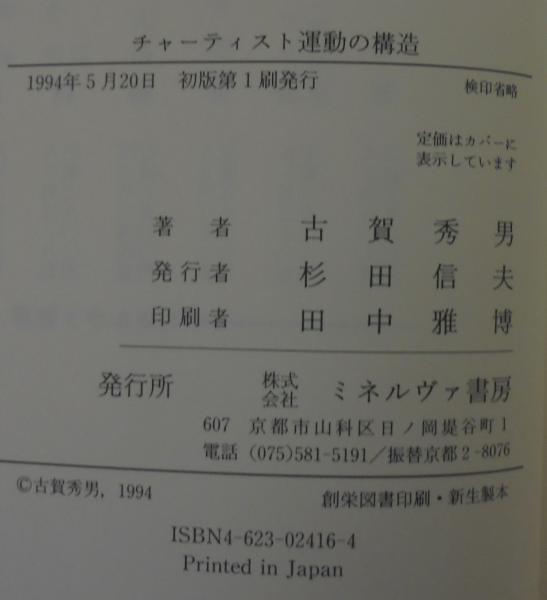 チャーティスト運動の構造
1994年5月20日　初版第1刷発行　検印省略
定価はカバーに
表示しています
著者　古賀秀男
発行者　杉田信夫
印刷者　田中雅博
発行所　株式会社　ミネルヴァ書房
607　京都市山科区日ノ岡堤谷町1
電話 (075)581-5191／振替京都2-8076
©古賀秀男, 1994　創栄図書印刷・新生製本
ISBN4-623-02416-4
Printed in Japan